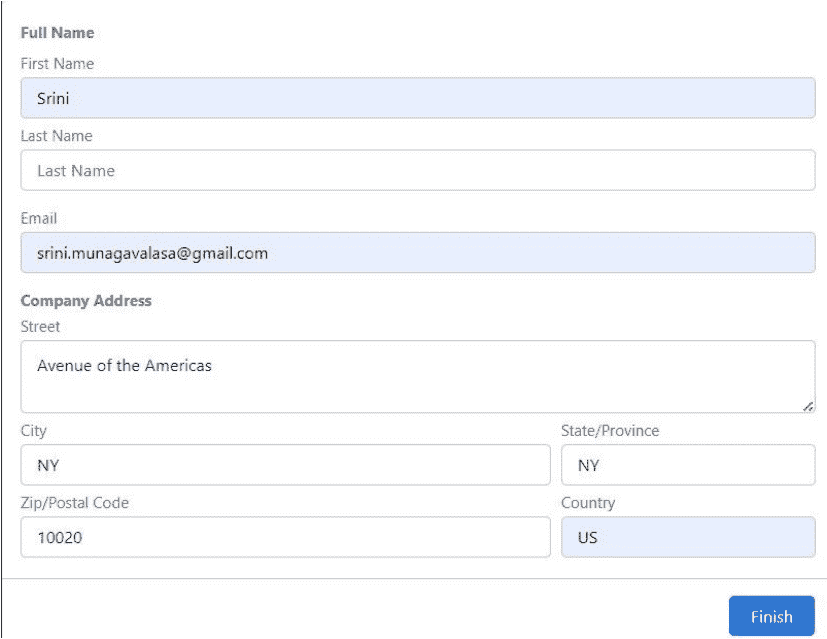 Full Name
First Name
Srini
Last Name
Last Name
Email
srini.munagavalasa@gmail.com
Company Address
Street
Avenue of the Americas
City
State/Province
NY
NY
Zip/Postal Code
Country
10020
US
Finish